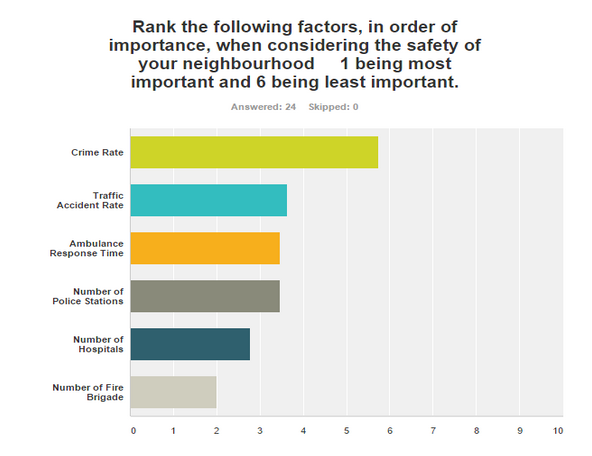 Rank the following factors, in order of
importance, when considering the safety of
your neighbourhood 1 being most
important and 6 being least important.
Answered: 24 Skipped: 0
Crime Rate
Traffic
Accident Rate
Ambulance
Response Time
Number of
Police Stations
Number of
Hospitals
Number of Fire
Brigade
0 1 2 3 4 5 6 7 8 9 10